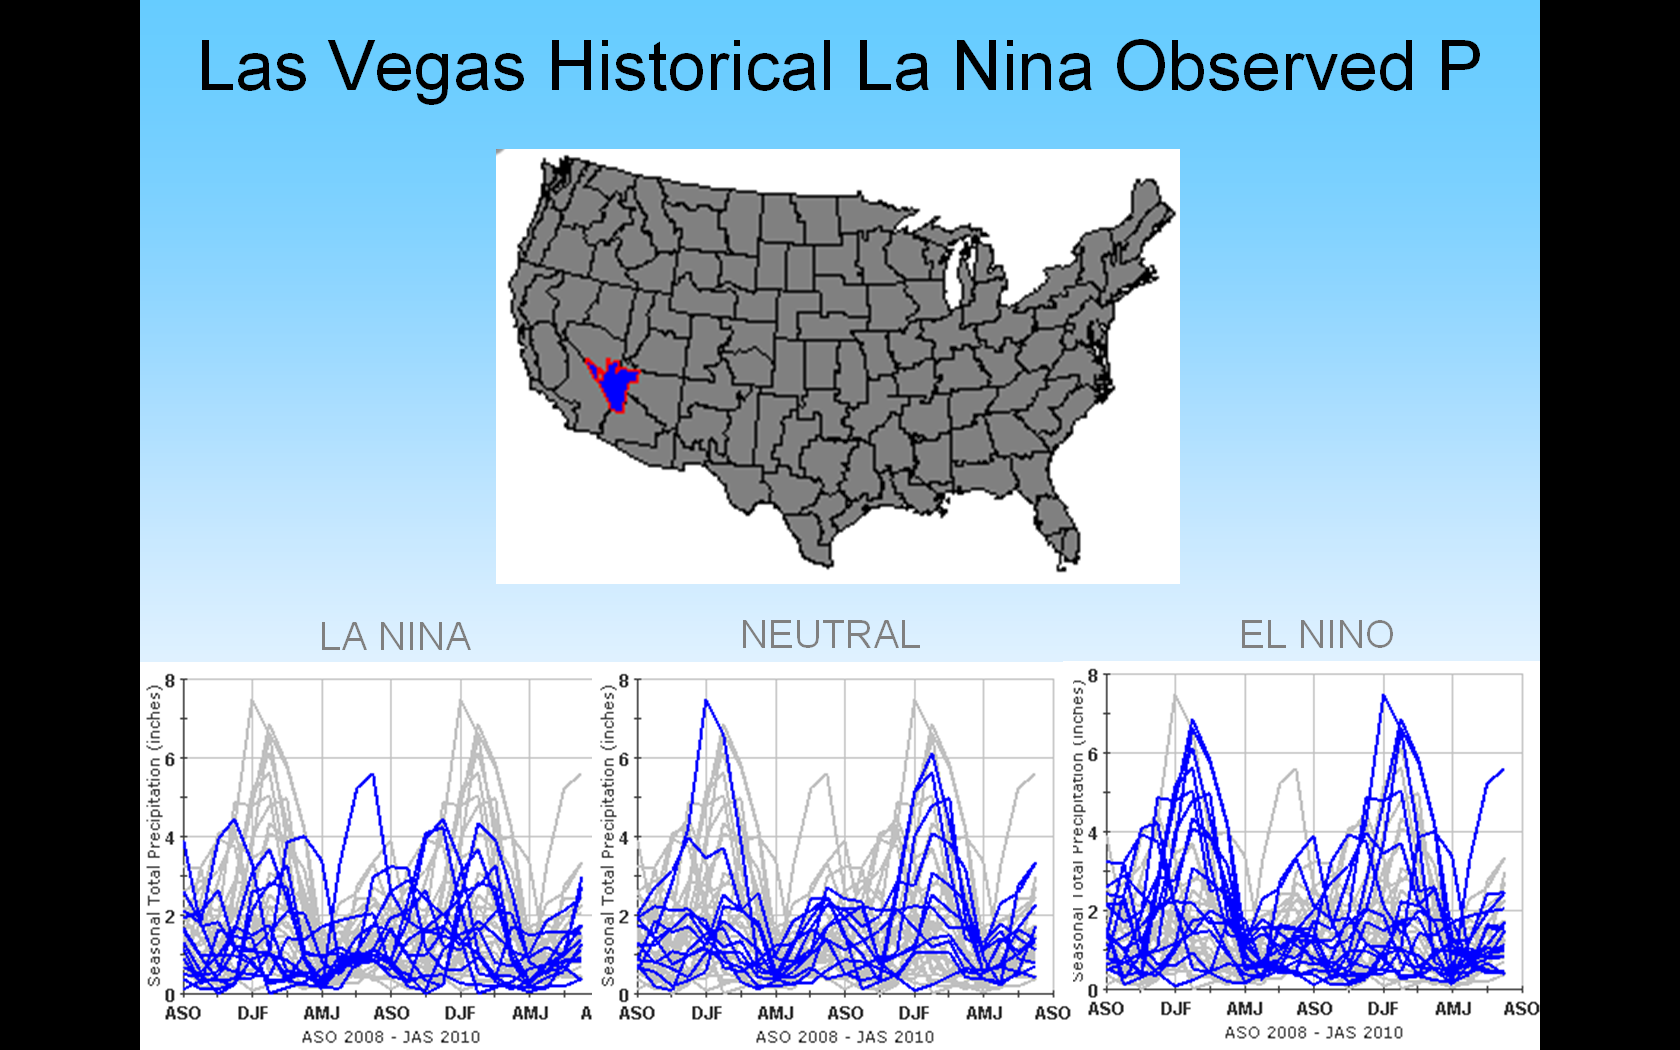 Las Vegas Historical La Nina Observed P
LA NINA
NEUTRAL
EL NINO
Seasonal Total Precipitation (inches)
8
6
4
2
0
ASO DJF AMJ ASO DJF AMJ A
ASO 2008 - JAS 2010
Seasonal Total Precipitation (inches)
8
6
4
2
0
ASO DJF AMJ ASO DJF AMJ ASO
ASO 2008 - JAS 2010
Seasonal Total Precipitation (inches)
8
6
4
2
0
ASO DJF AMJ ASO DJF AMJ ASO
ASO 2008 - JAS 2010